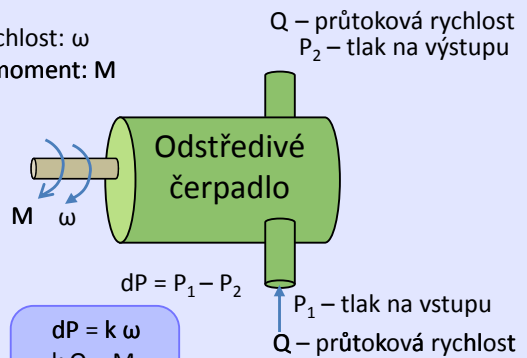 Q – průtoková rychlost
P₂ – tlak na výstupu
chlost: ω
moment: M
Odstředivé
čerpadlo
M ω
dP = P₁ – P₂
P₁ – tlak na vstupu
Q – průtoková rychlost
dP = k ω